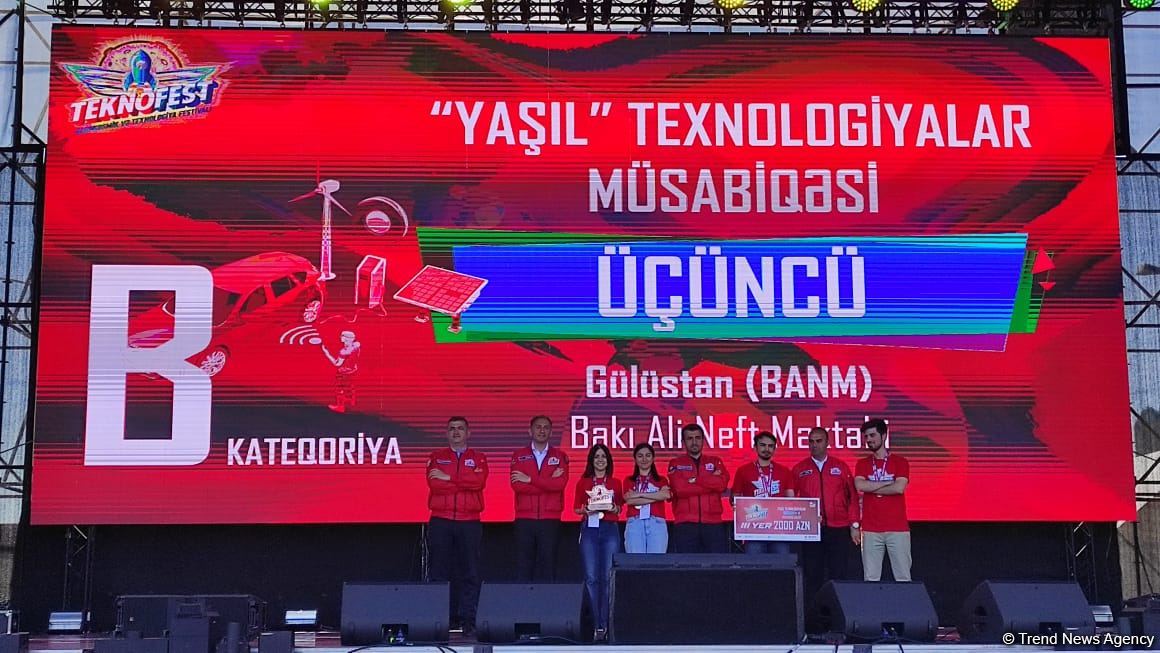 TEKNOFEST
“YAŞIL” TEXNOLOGİYALAR
MÜSABİQƏSİ
ÜÇÜNCÜ
Gülüstan (BANM)
Bakı Ali Neft
B
KATEQORİYA
TEKNOFEST
III YER 2000 AZN
© Trend News Agency